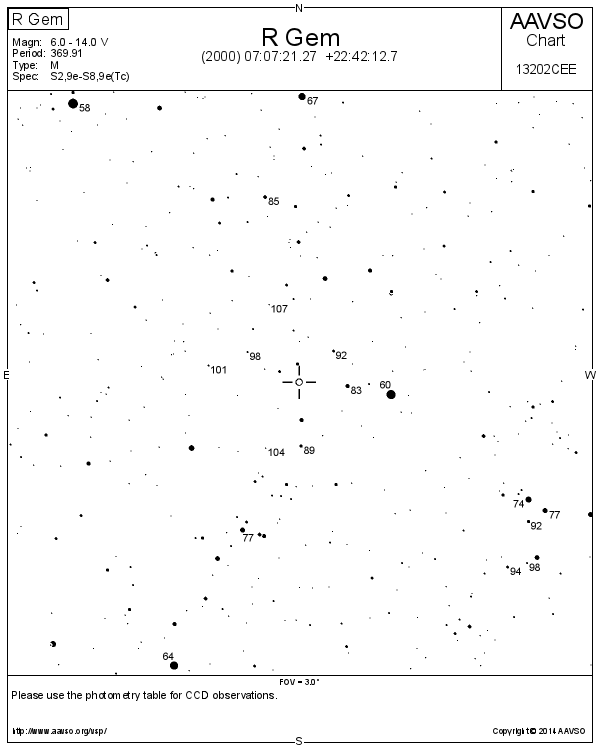 N
R Gem
Magn: 6.0 - 14.0 V
Period: 369.91
Type: M
Spec: S2,9e-S8,9e(Tc)
R Gem
(2000) 07:07:21.27 +22:42:12.7
AAVSO
Chart
13202CEE
58
67
85
107
98
92
101
E
W
83
60
104
89
74
77
92
77
94
98
64
FOV = 3.0°
Please use the photometry table for CCD observations.
http://www.aavso.org/vsp/
Copyright © 2014 AAVSO
S